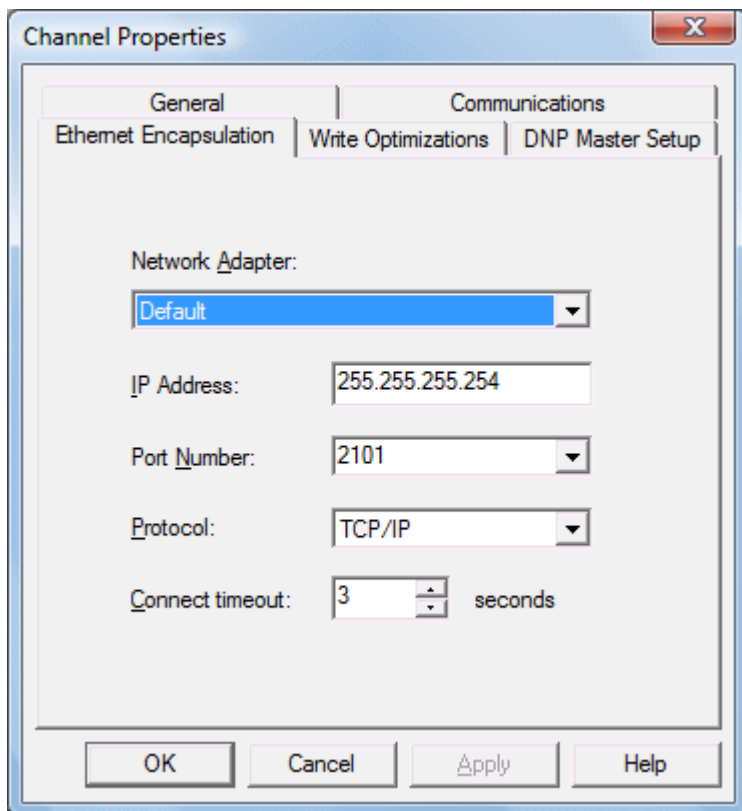 Channel Properties
General Communications
Ethernet Encapsulation Write Optimizations DNP Master Setup
Network Adapter:
Default
IP Address: 255.255.255.254
Port Number: 2101
Protocol: TCP/IP
Connect timeout: 3 seconds
OK Cancel Apply Help